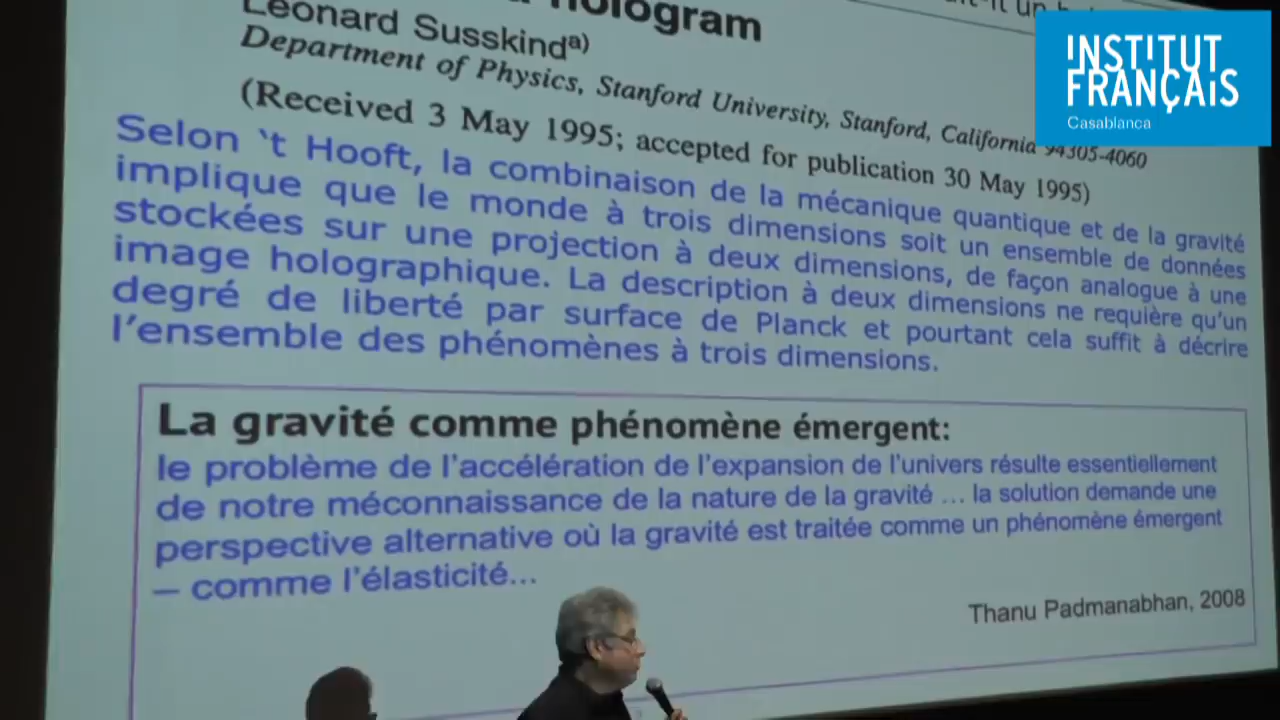 hologram
Leonard Susskind a)
Department of Physics, Stanford University, Stanford, California 94305-4060
(Received 3 May 1995; accepted for publication 30 May 1995)
Selon ‛t Hooft, la combinaison de la mécanique quantique et de la gravité
implique que le monde à trois dimensions soit un ensemble de données
stockées sur une projection à deux dimensions, de façon analogue à une
image holographique. La description à deux dimensions ne requière qu’un
degré de liberté par surface de Planck et pourtant cela suffit à décrire
l’ensemble des phénomènes à trois dimensions.
La gravité comme phénomène émergent:
le problème de l’accélération de l’expansion de l’univers résulte essentiellement
de notre méconnaissance de la nature de la gravité … la solution demande une
perspective alternative où la gravité est traitée comme un phénomène émergent
– comme l’élasticité…
Thanu Padmanabhan, 2008
INSTITUT
FRANÇAIS
Casablanca